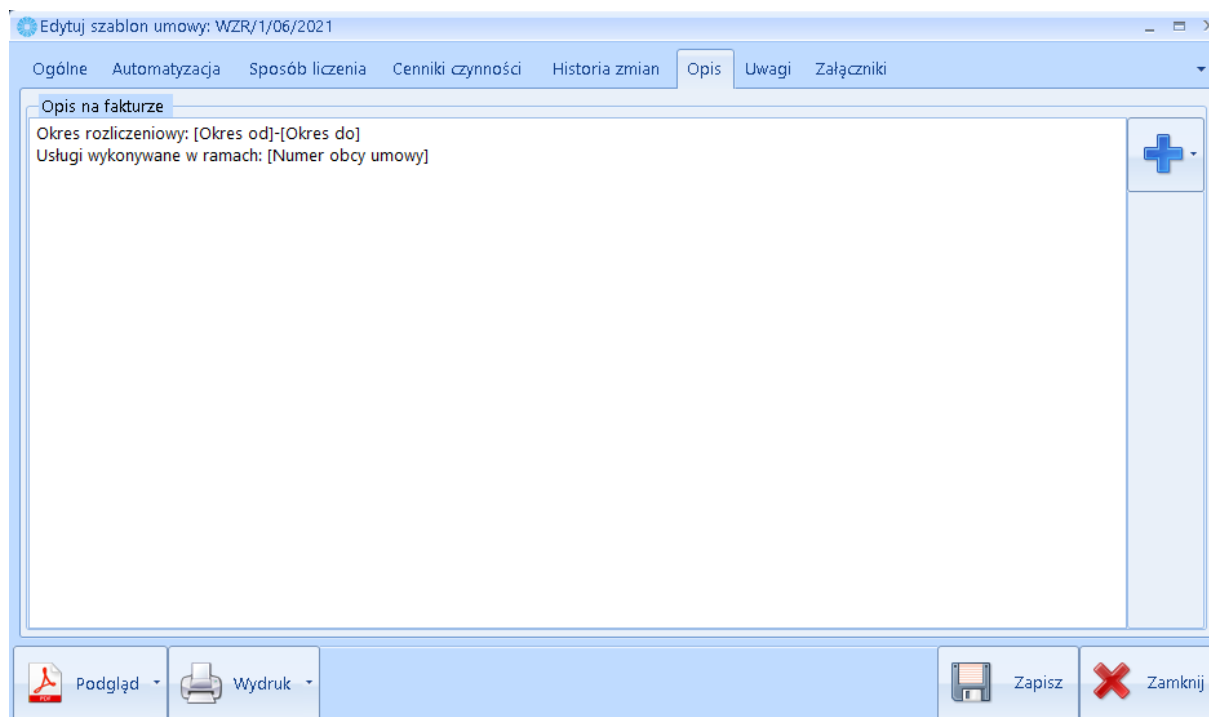 Edytuj szablon umowy: WZR/1/06/2021
Ogólne Automatyzacja Sposób liczenia Cenniki czynności Historia zmian Opis Uwagi Załączniki
Opis na fakturze
Okres rozliczeniowy: [Okres od]-[Okres do]
Usługi wykonywane w ramach: [Numer obcy umowy]
PDF
Podgląd Wydruk Zapisz Zamknij